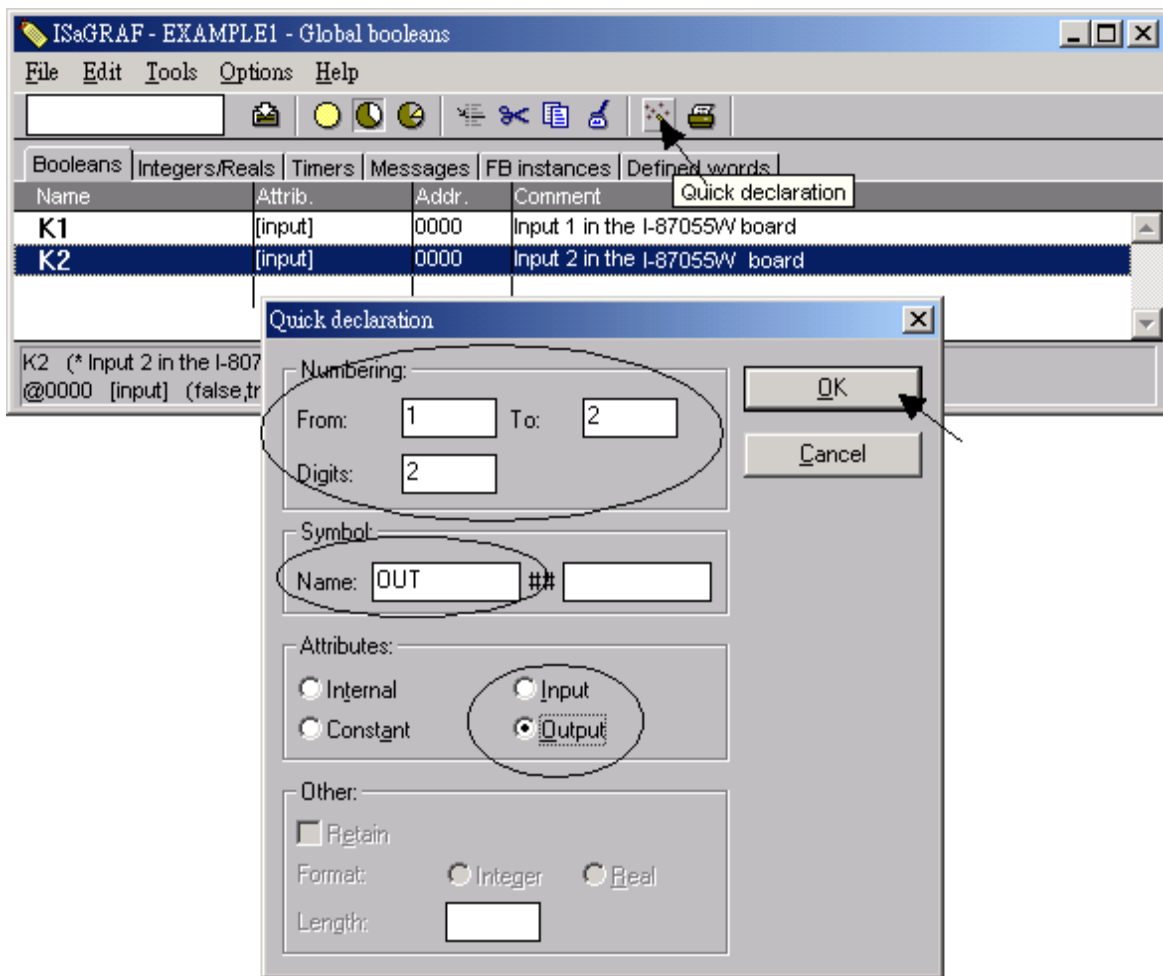 ISaGRAF - EXAMPLE1 - Global booleans
File Edit Tools Options Help
Booleans Integers/Reals Timers Messages FB instances Defined words
Quick declaration
Name Attrib. Addr. Comment
K1 [input] 0000 Input 1 in the I-87055W board
K2 [input] 0000 Input 2 in the I-87055W board
K2 (* Input 2 in the I-807
@0000 [input] (false,tr
Quick declaration
Numbering:
From: 1 To: 2
Digits: 2
OK
Cancel
Symbol:
Name: OUT ##
Attributes:
Internal Input
Constant Output
Other:
Retain
Format: Integer Real
Length: